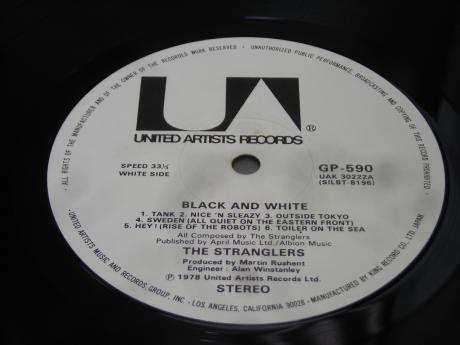 · ALL RIGHTS OF THE MANUFACTURER AND OF THE OWNER OF THE RECORDED WORK RESERVED · UNAUTHORIZED PUBLIC PERFORMANCE, BROADCASTING AND COPYING OF THIS RECORD PROHIBITED ·
UA
UNITED ARTISTS RECORDS ®
SPEED 33⅓
WHITE SIDE
GP-590
UAK 30222A
(SILBT-8196)
BLACK AND WHITE
1. TANK 2. NICE 'N SLEAZY 3. OUTSIDE TOKYO
4. SWEDEN (ALL QUIET ON THE EASTERN FRONT)
5. HEY! (RISE OF THE ROBOTS) 6. TOILER ON THE SEA
All Composed by The Stranglers
Published by April Music Ltd./Albion Music
THE STRANGLERS
Produced by Martin Rushent
Engineer : Alan Winstanley
℗ 1978 United Artists Records Ltd.
STEREO
· UNITED ARTISTS MUSIC AND RECORDS GROUP, INC. · LOS ANGELES, CALIFORNIA 90028 · MANUFACTURED BY KING RECORD CO., LTD. JAPAN ·